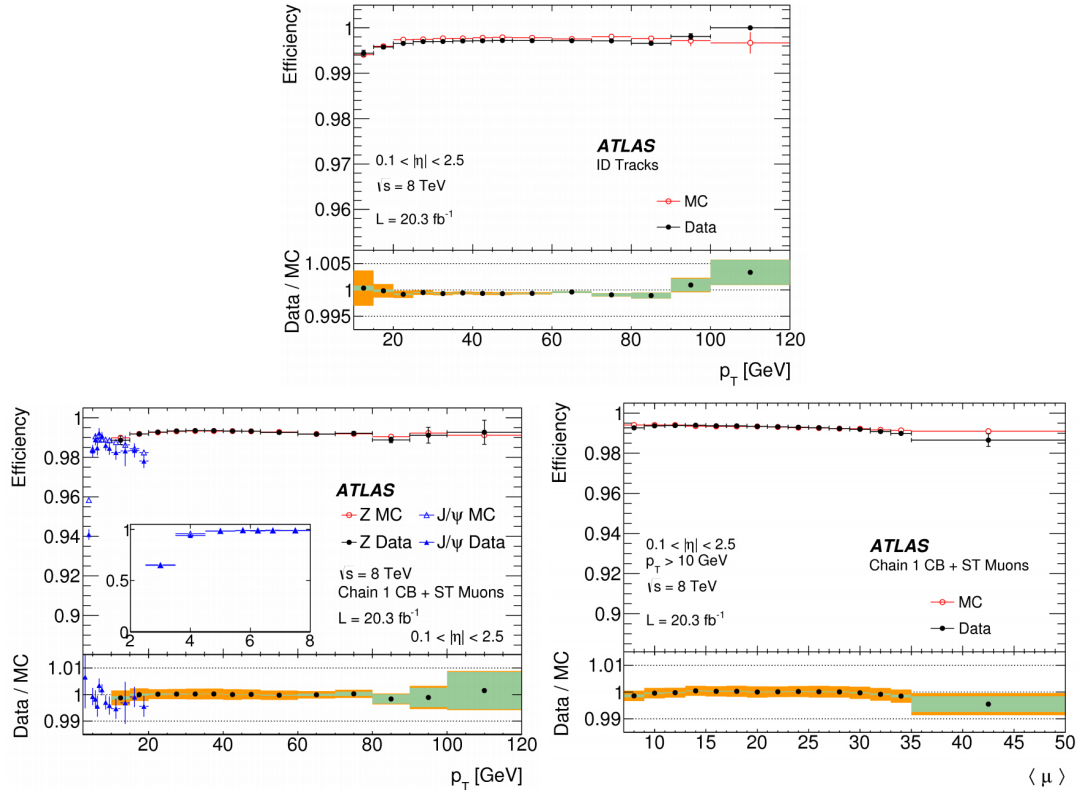 Efficiency
1
0.99
0.98
0.97
0.96
ATLAS
ID Tracks
0.1 < |η| < 2.5
√s = 8 TeV
L = 20.3 fb⁻¹
MC
Data
Data / MC
1.005
1
0.995
20 40 60 80 100 120
p_T [GeV]
Efficiency
1
0.98
0.96
0.94
0.92
0.9
ATLAS
Z MC
J/ψ MC
Z Data
J/ψ Data
1
0.5
0
2 4 6 8
√s = 8 TeV
Chain 1 CB + ST Muons
L = 20.3 fb⁻¹
0.1 < |η| < 2.5
Data / MC
1.01
1
0.99
20 40 60 80 100 120
p_T [GeV]
Efficiency
1
0.98
0.96
0.94
0.92
0.9
0.1 < |η| < 2.5
p_T > 10 GeV
√s = 8 TeV
L = 20.3 fb⁻¹
ATLAS
Chain 1 CB + ST Muons
MC
Data
Data / MC
1.01
1
0.99
10 15 20 25 30 35 40 45 50
⟨ μ ⟩